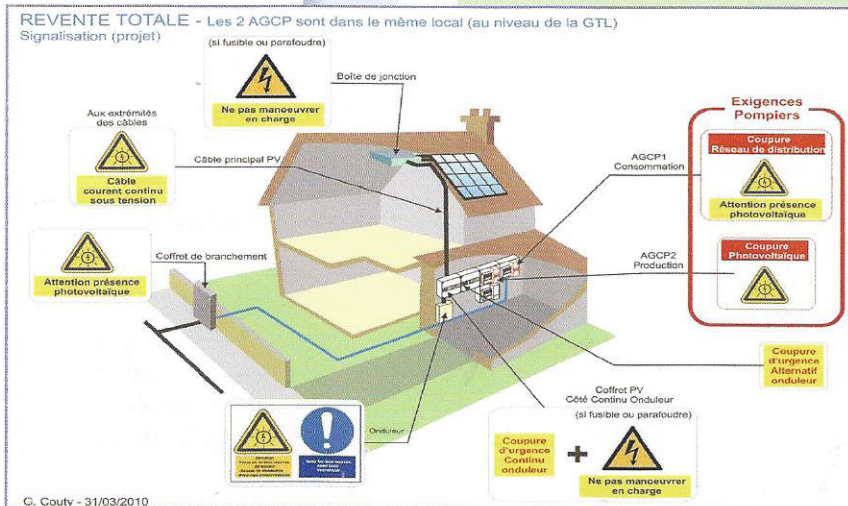 REVENTE TOTALE - Les 2 AGCP sont dans le même local (au niveau de la GTL)
Signalisation (projet)
(si fusible ou parafoudre)
Ne pas manoeuvrer
en charge
Boîte de jonction
Aux extrémités
des câbles
Câble
courant continu
sous tension
Câble principal PV
AGCP1
Consommation
Exigences
Pompiers
Coupure
Réseau de distribution
Attention présence
photovoltaïque
Coffret de branchement
Attention présence
photovoltaïque
AGCP2
Production
Coupure
Photovoltaïque
Coupure
d'urgence
Alternatif
onduleur
Onduleur
Coffret PV
Côté Continu Onduleur
(si fusible ou parafoudre)
Coupure
d'urgence
Continu
onduleur
+
Ne pas manoeuvrer
en charge
G. Couty - 31/03/2010